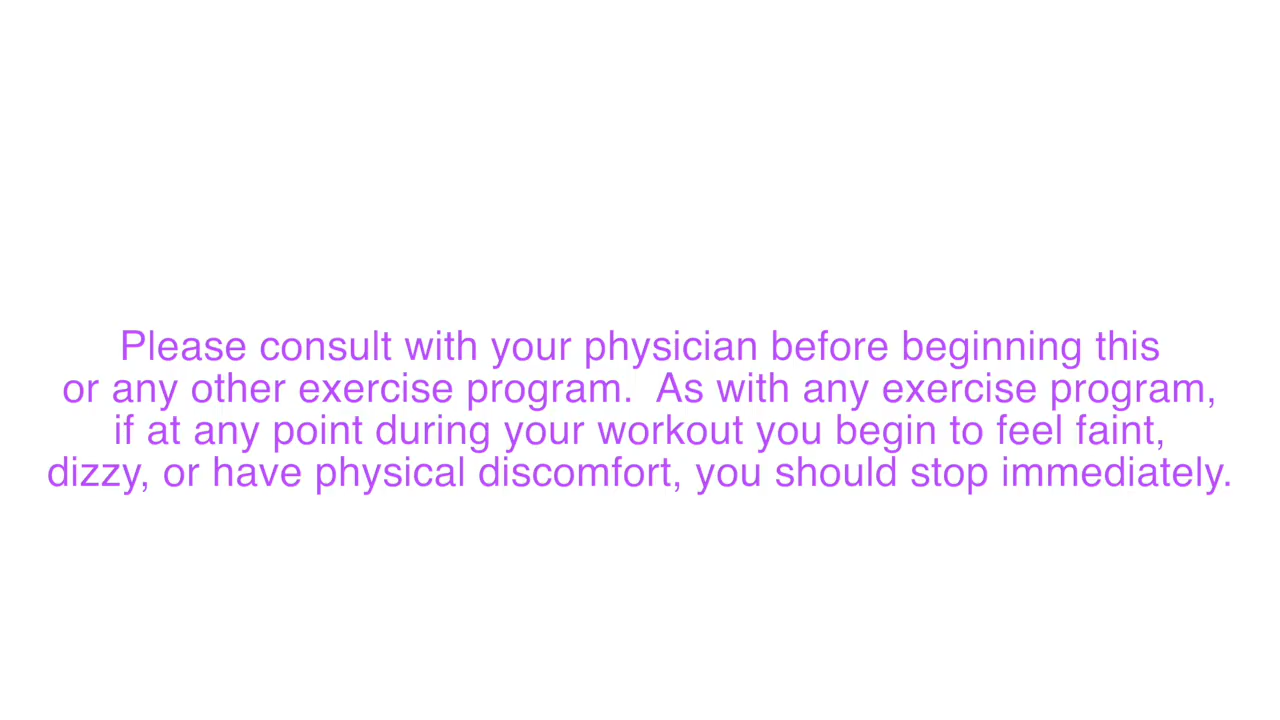 Please consult with your physician before beginning this
or any other exercise program.  As with any exercise program,
if at any point during your workout you begin to feel faint,
dizzy, or have physical discomfort, you should stop immediately.